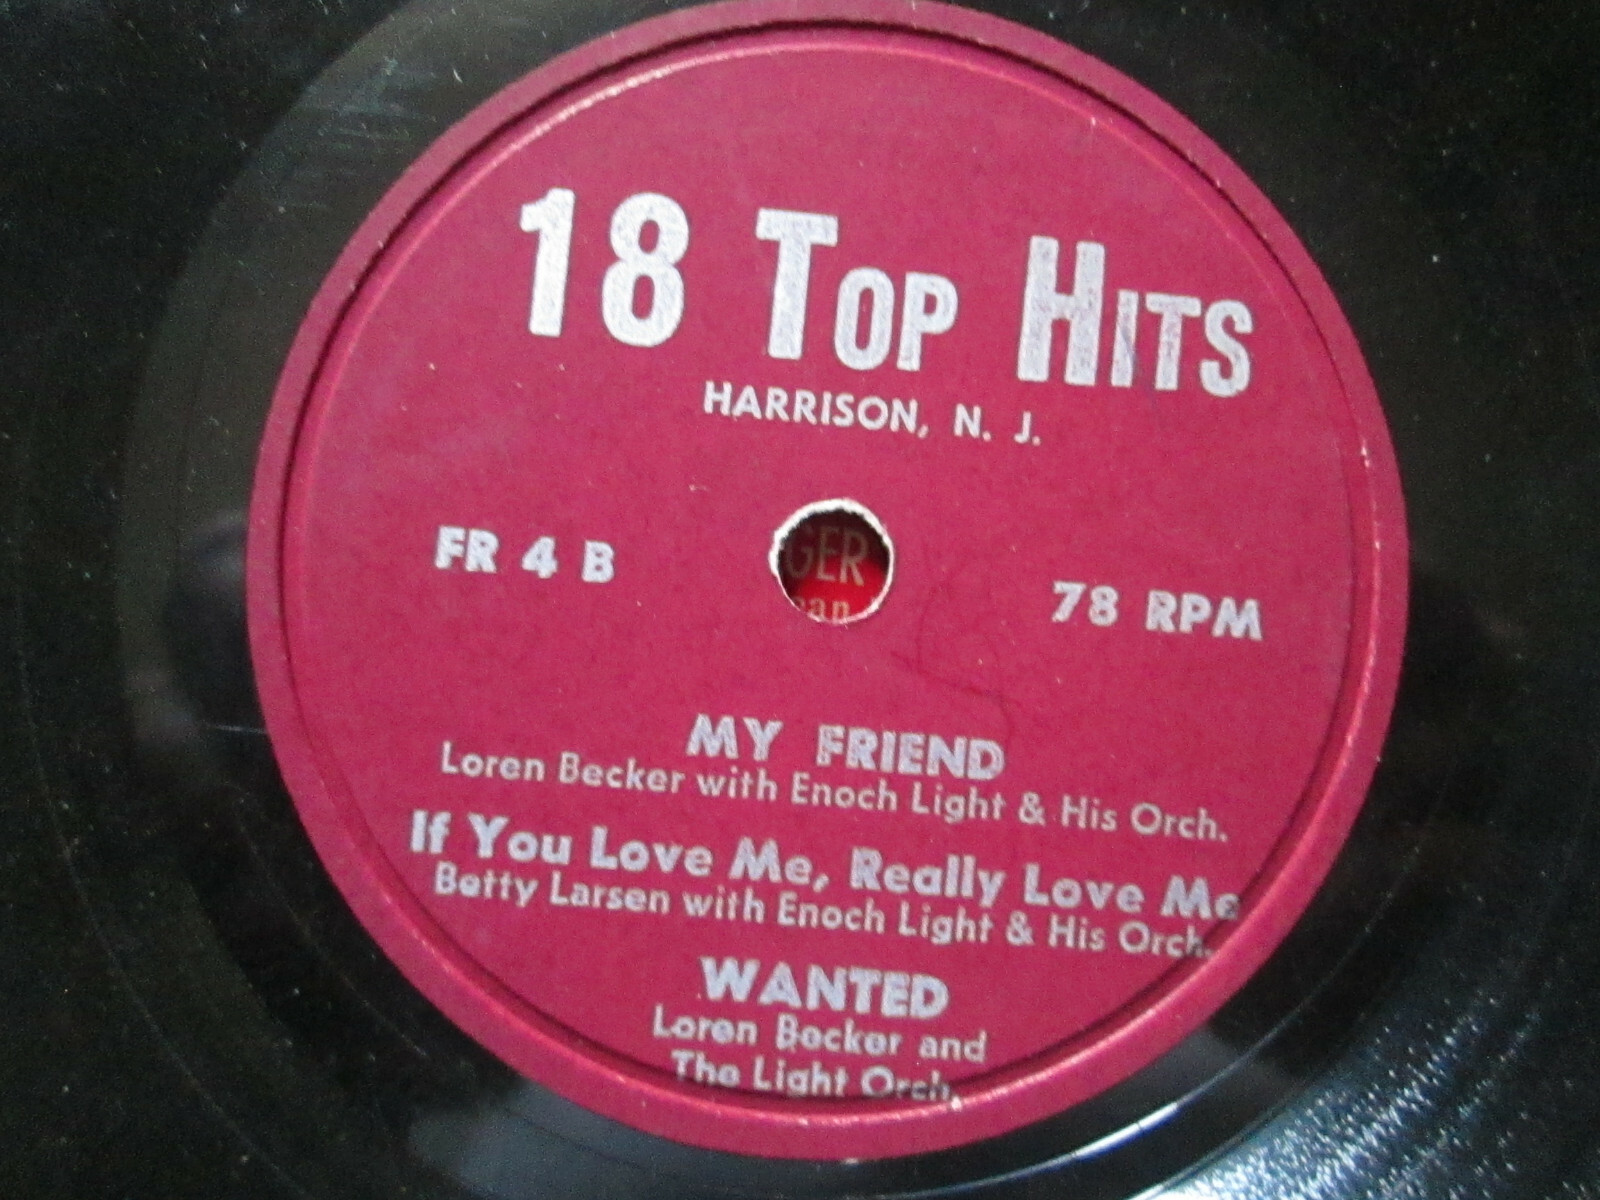 18 TOP HITS
HARRISON, N. J.
FR 4 B
GER
an
78 RPM
MY FRIEND
Loren Becker with Enoch Light & His Orch.
If You Love Me, Really Love Me
Betty Larsen with Enoch Light & His Orch.
WANTED
Loren Becker and
The Light Orch.